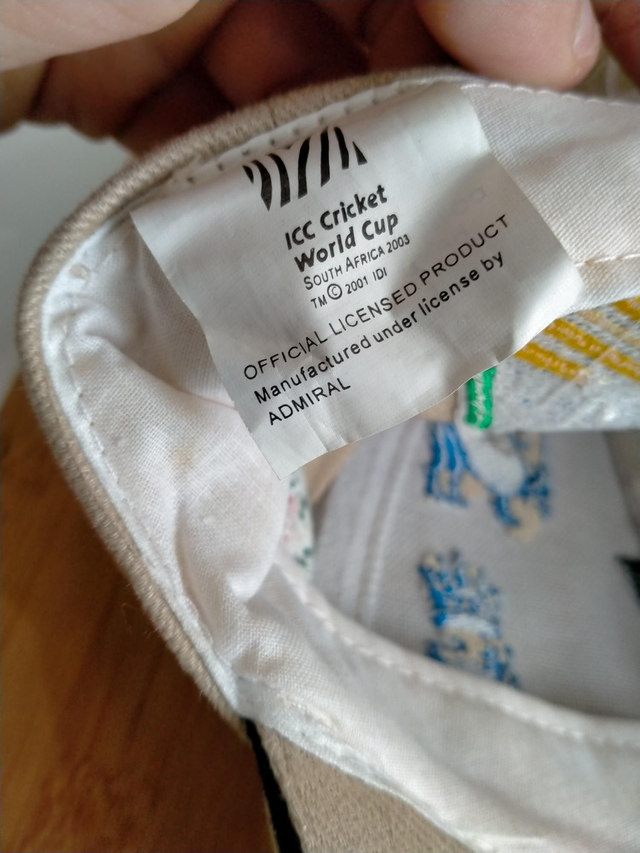 ICC Cricket
World Cup
SOUTH AFRICA 2003
TM © 2001 IDI
OFFICIAL LICENSED PRODUCT
Manufactured under license by
ADMIRAL